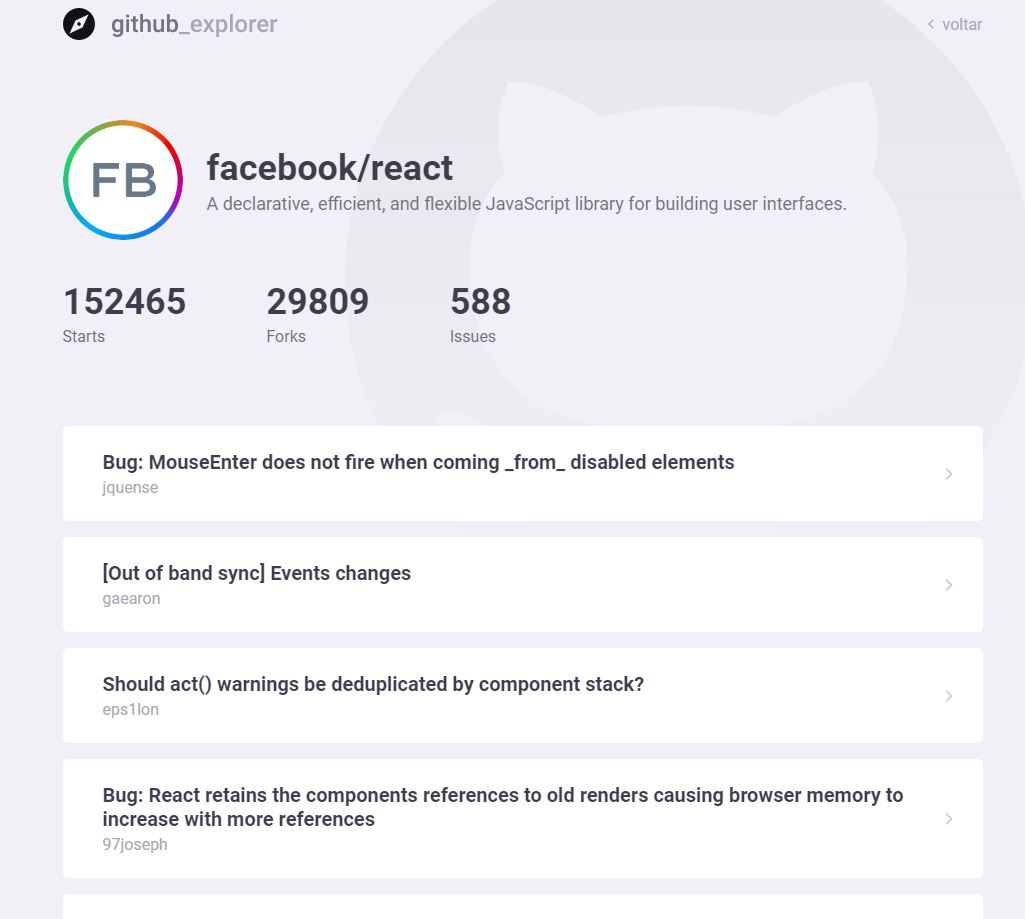 github_explorer
voltar
FB
facebook/react
A declarative, efficient, and flexible JavaScript library for building user interfaces.
152465
29809
588
Starts
Forks
Issues
Bug: MouseEnter does not fire when coming _from_ disabled elements
jquense
[Out of band sync] Events changes
gaearon
Should act() warnings be deduplicated by component stack?
eps1lon
Bug: React retains the components references to old renders causing browser memory to
increase with more references
97joseph